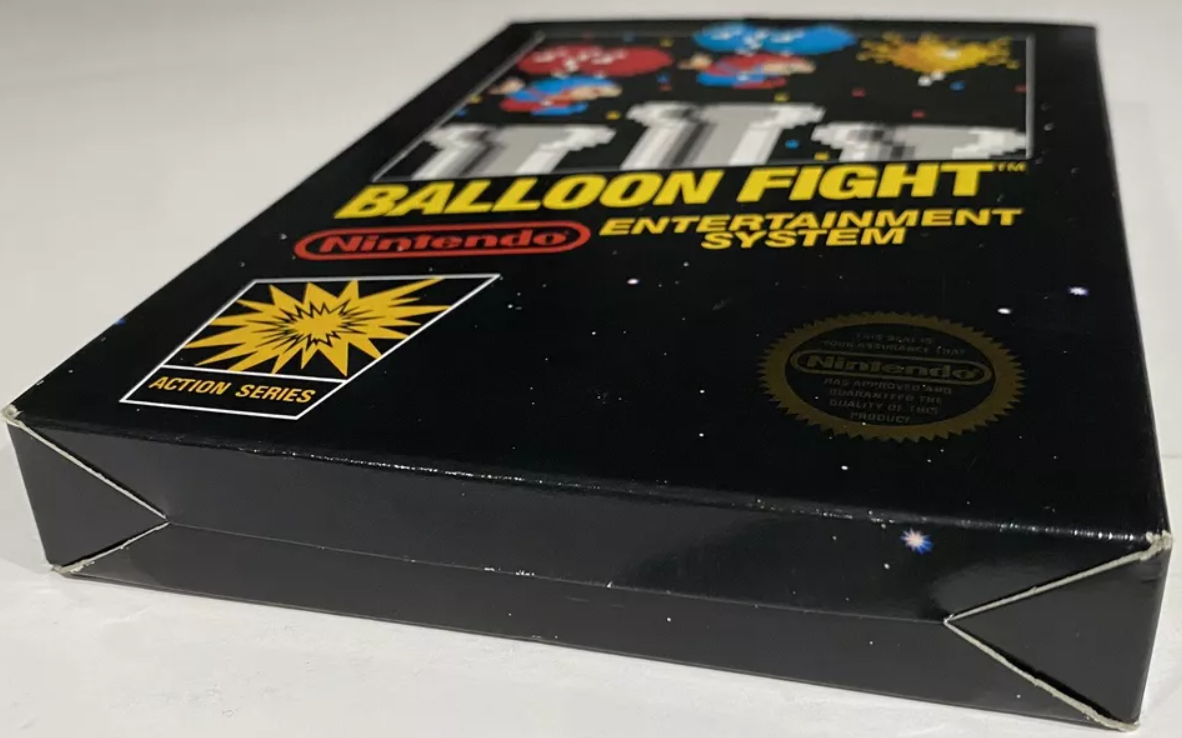 BALLOON FIGHT™
Nintendo®
ENTERTAINMENT
SYSTEM
ACTION SERIES
THIS SEAL IS
YOUR ASSURANCE THAT
Nintendo®
HAS APPROVED AND
GUARANTEED THE
QUALITY OF THIS
PRODUCT